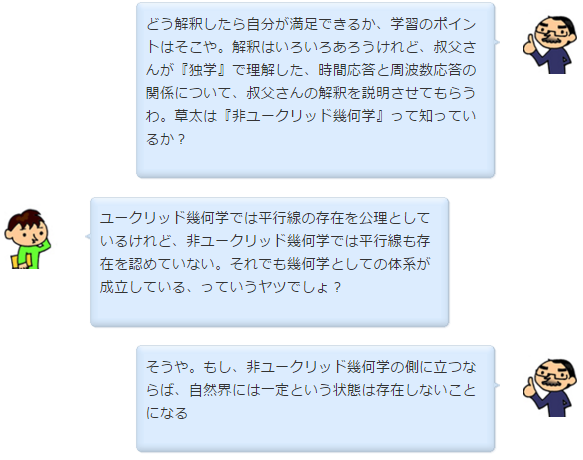 どう解釈したら自分が満足できるか、学習のポイン
トはそこや。解釈はいろいろあろうけれど、叔父さ
んが『独学』で理解した、時間応答と周波数応答の
関係について、叔父さんの解釈を説明させてもらう
わ。草太は『非ユークリッド幾何学』って知ってい
るか？
ユークリッド幾何学では平行線の存在を公理として
いるけれど、非ユークリッド幾何学では平行線も存
在を認めていない。それでも幾何学としての体系が
成立している、っていうヤツでしょ？
そうや。もし、非ユークリッド幾何学の側に立つな
らば、自然界には一定という状態は存在しないこと
になる